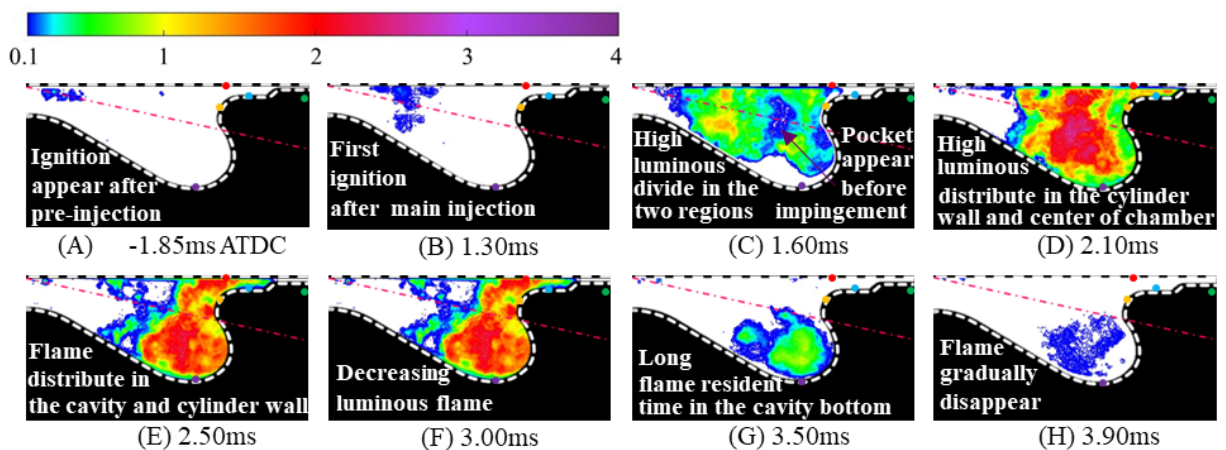 0.1 1 2 3 4
Ignition
appear after
pre-injection
(A) -1.85ms ATDC
First
ignition
after main injection
(B) 1.30ms
High
luminous
divide in the
two regions
Pocket
appear
before
impingement
(C) 1.60ms
High
luminous
distribute in the cylinder
wall and center of chamber
(D) 2.10ms
Flame
distribute in
the cavity and cylinder wall
(E) 2.50ms
Decreasing
luminous flame
(F) 3.00ms
Long
flame resident
time in the cavity bottom
(G) 3.50ms
Flame
gradually
disappear
(H) 3.90ms